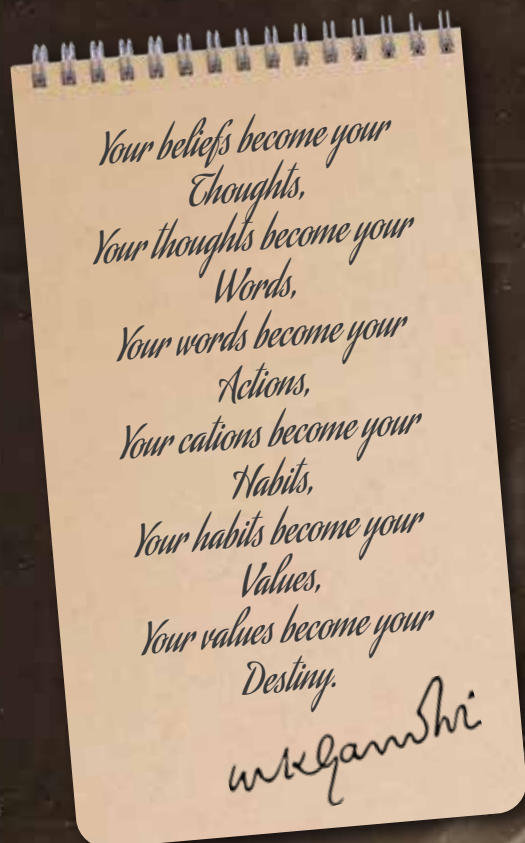 Your beliefs become your
Thoughts,
Your thoughts become your
Words,
Your words become your
Actions,
Your cations become your
Habits,
Your habits become your
Values,
Your values become your
Destiny.
mkgandhi